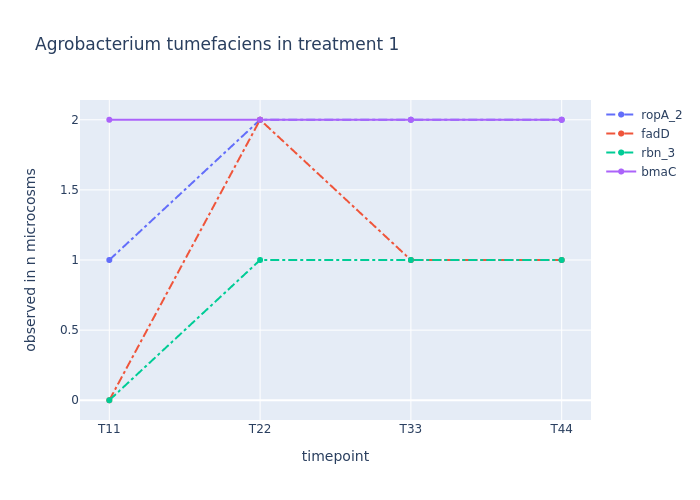 Agrobacterium tumefaciens in treatment 1
ropA_2
fadD
rbn_3
bmaC
2
1.5
1
0.5
0
observed in n microcosms
T11
T22
T33
T44
timepoint